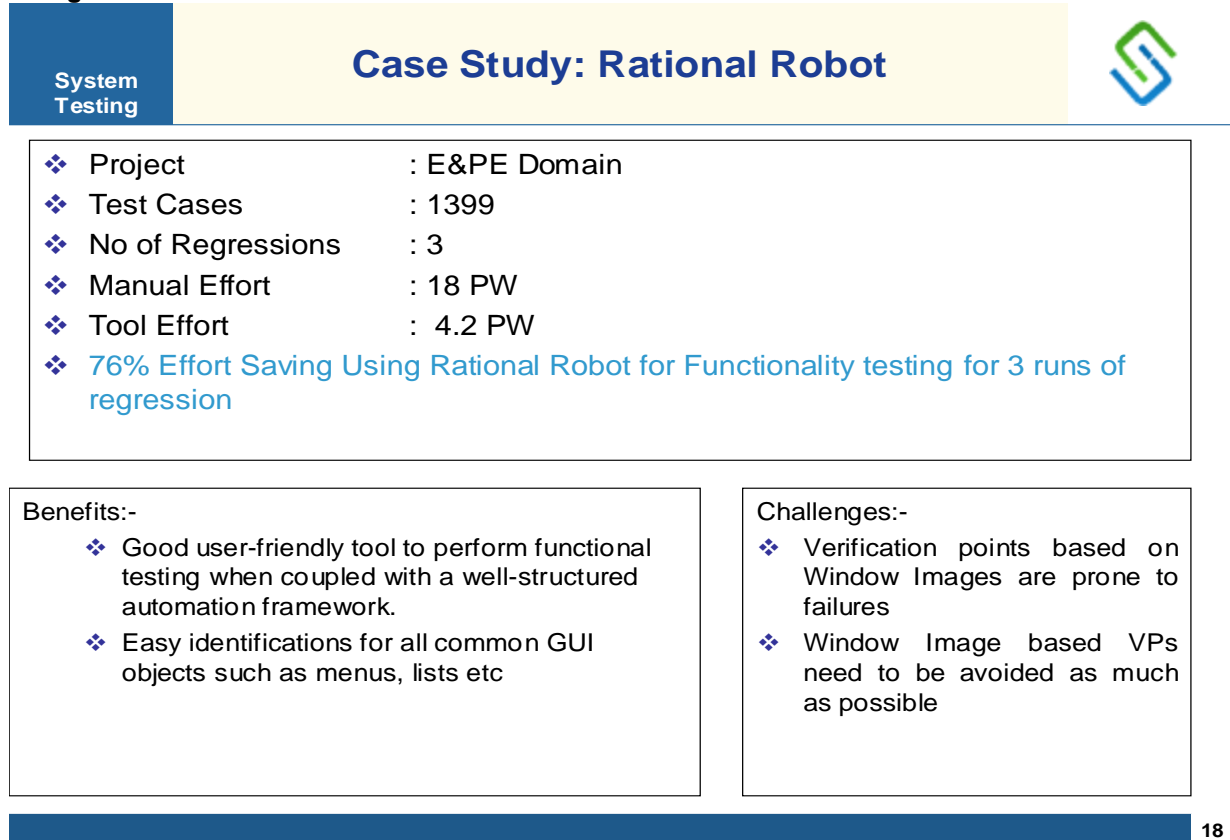 System
Testing
Case Study: Rational Robot
❖ Project : E&PE Domain
❖ Test Cases : 1399
❖ No of Regressions : 3
❖ Manual Effort : 18 PW
❖ Tool Effort : 4.2 PW
❖ 76% Effort Saving Using Rational Robot for Functionality testing for 3 runs of
regression
Benefits:-
❖ Good user-friendly tool to perform functional
testing when coupled with a well-structured
automation framework.
❖ Easy identifications for all common GUI
objects such as menus, lists etc
Challenges:-
❖ Verification points based on
Window Images are prone to
failures
❖ Window Image based VPs
need to be avoided as much
as possible
18